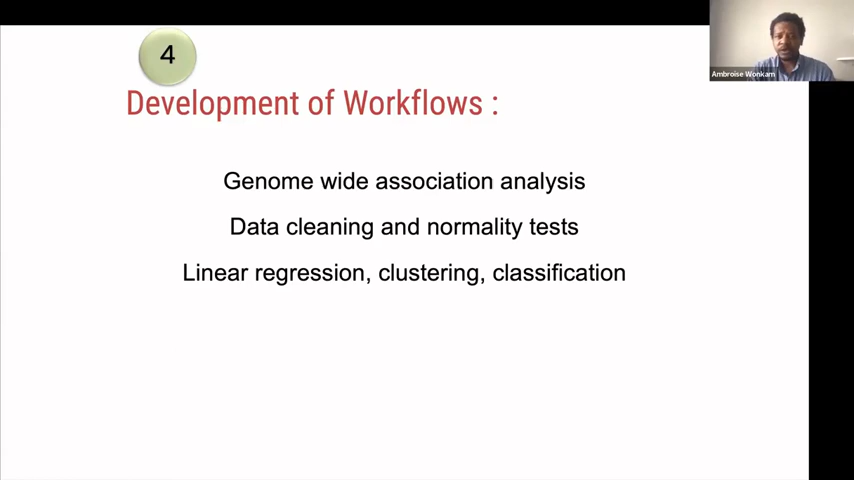 4
Ambroise Wonkam
Development of Workflows :
Genome wide association analysis
Data cleaning and normality tests
Linear regression, clustering, classification